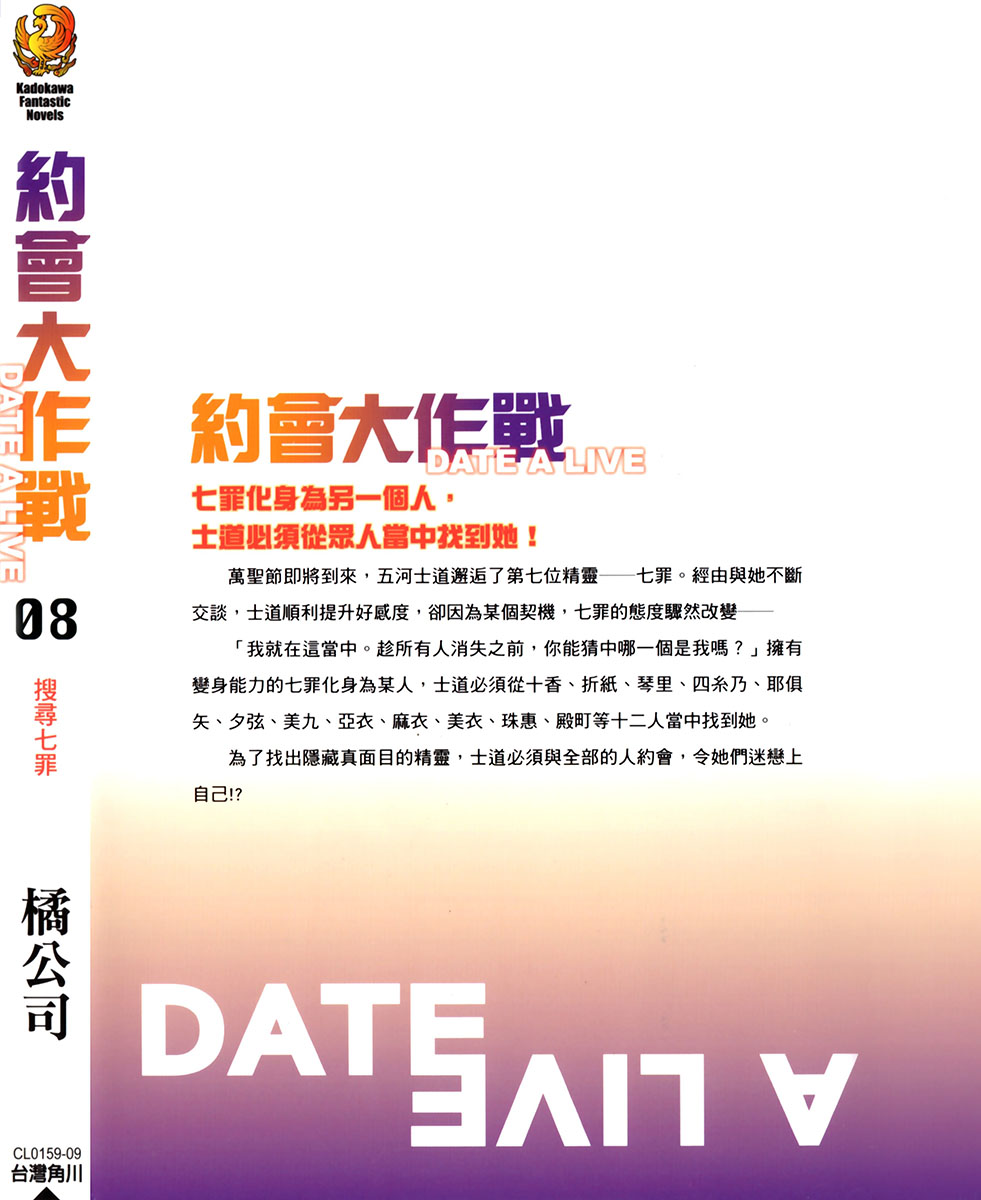 Kadokawa
Fantastic
Novels
約會大作戰
DATE A LIVE
08
搜尋七罪
橘公司
CL0159-09
台灣角川
約會大作戰
DATE A LIVE
七罪化身為另一個人，
士道必須從眾人當中找到她！
萬聖節即將到來，五河士道邂逅了第七位精靈——七罪。經由與她不斷
交談，士道順利提升好感度，卻因為某個契機，七罪的態度驟然改變——
「我就在這當中。趁所有人消失之前，你能猜中哪一個是我嗎？」擁有
變身能力的七罪化身為某人，士道必須從十香、折紙、琴里、四糸乃、耶俱
矢、夕弦、美九、亞衣、麻衣、美衣、珠惠、殿町等十二人當中找到她。
為了找出隱藏真面目的精靈，士道必須與全部的人約會，令她們迷戀上
自己!?
DATE
A LIVE